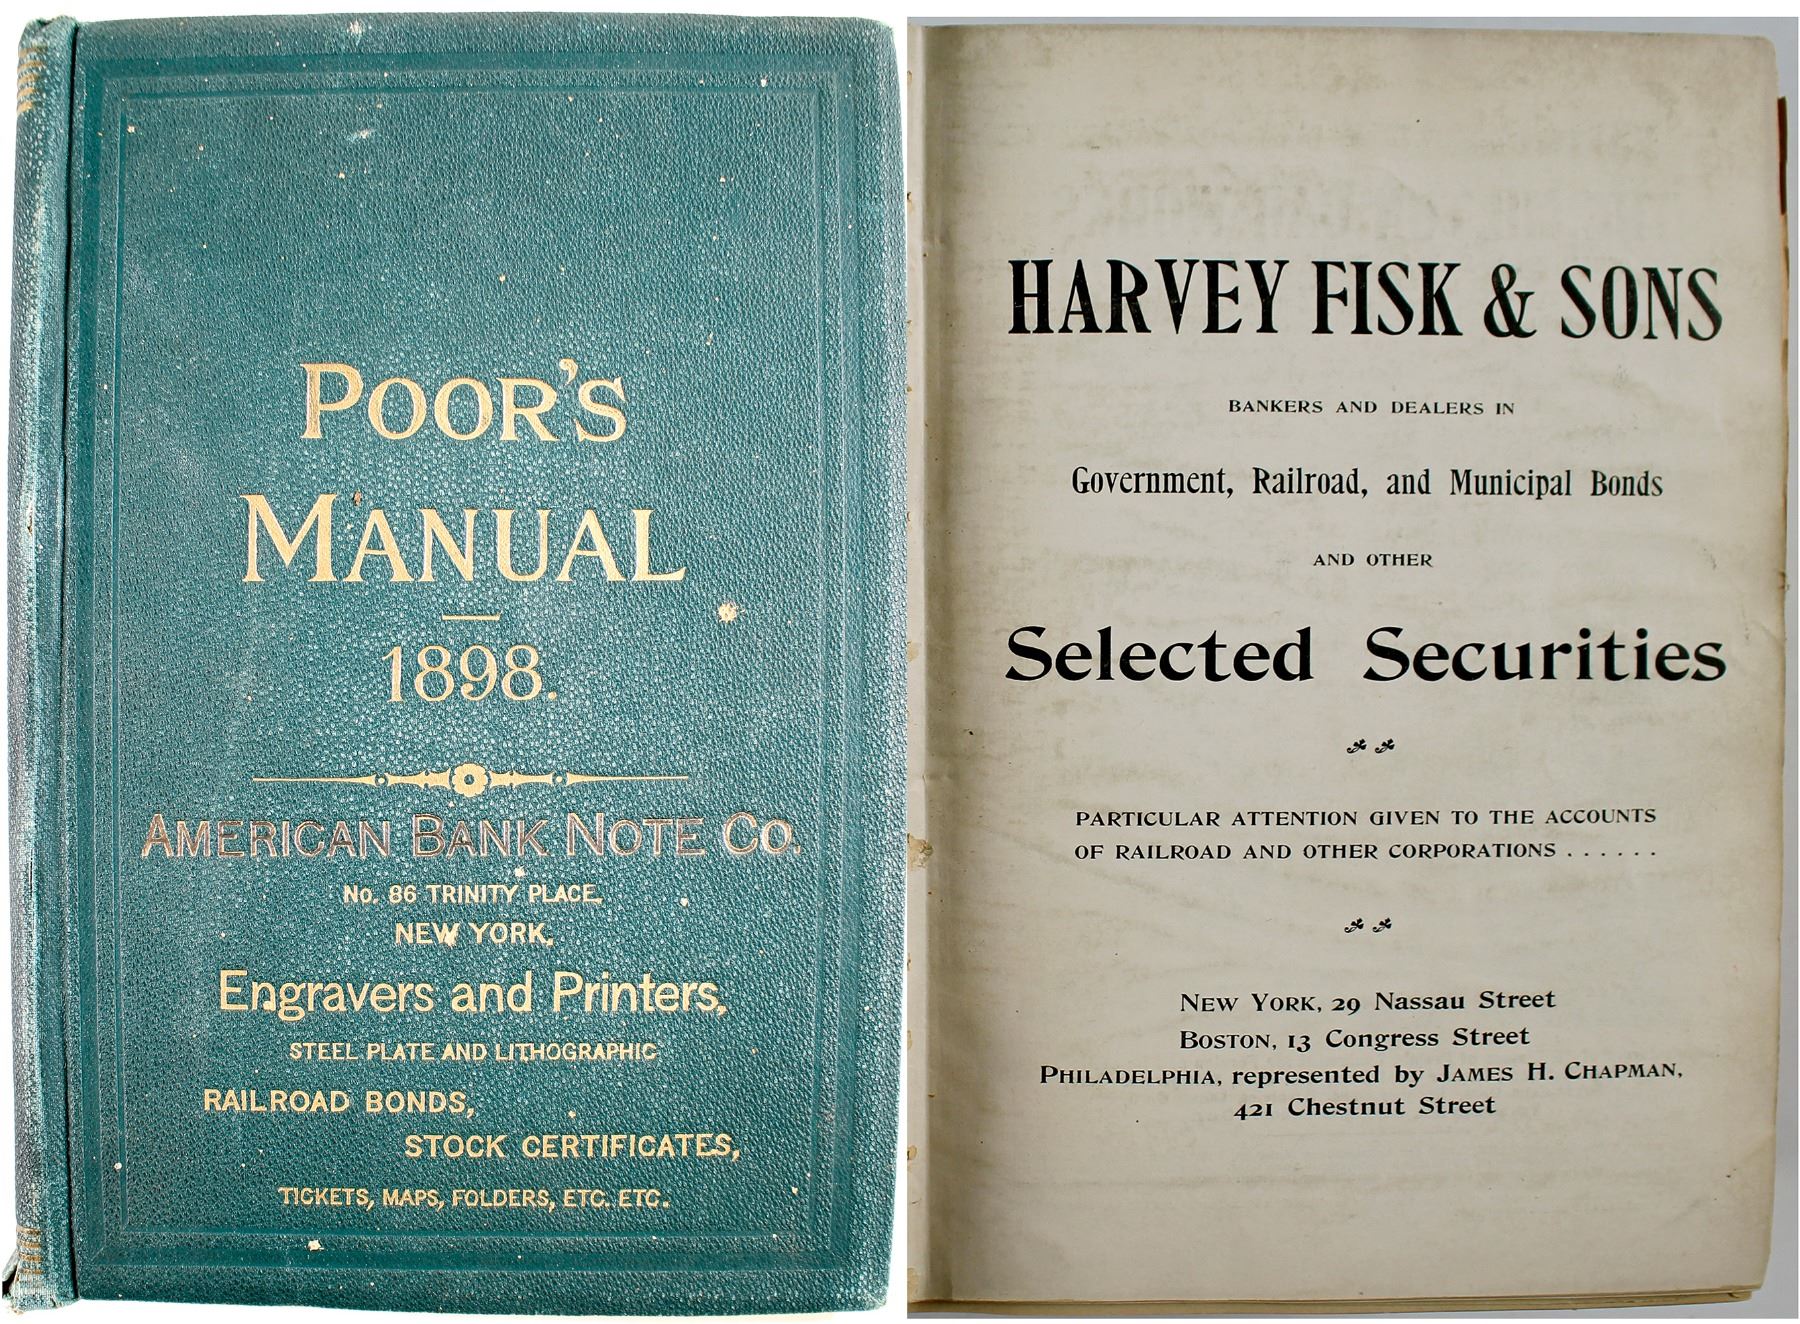 POOR'S
MANUAL
1898.
AMERICAN BANK NOTE CO.
No. 86 TRINITY PLACE,
NEW YORK,
Engravers and Printers,
STEEL PLATE AND LITHOGRAPHIC
RAILROAD BONDS,
STOCK CERTIFICATES,
TICKETS, MAPS, FOLDERS, ETC. ETC.
HARVEY FISK & SONS
BANKERS AND DEALERS IN
Government, Railroad, and Municipal Bonds
AND OTHER
Selected Securities
PARTICULAR ATTENTION GIVEN TO THE ACCOUNTS
OF RAILROAD AND OTHER CORPORATIONS . . . . . .
NEW YORK, 29 Nassau Street
BOSTON, 13 Congress Street
PHILADELPHIA, represented by JAMES H. CHAPMAN,
421 Chestnut Street